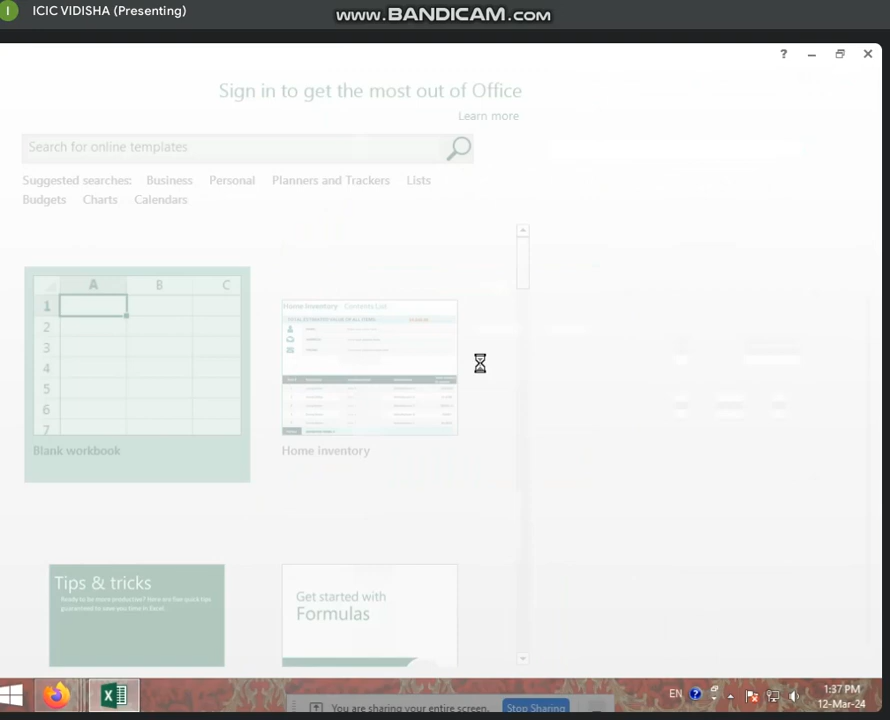 I ICIC VIDISHA (Presenting)
www.BANDICAM.com
?
Sign in to get the most out of Office
Learn more
Search for online templates
Suggested searches: Business Personal Planners and Trackers Lists
Budgets Charts Calendars
A B C
1
2
3
4
5
6
7
Home Inventory Contents List
Blank workbook
Home inventory
Tips & tricks
Get started with
Formulas
EN
1:37 PM
12-Mar-24
You are sharing your entire screen.
Stop Sharing